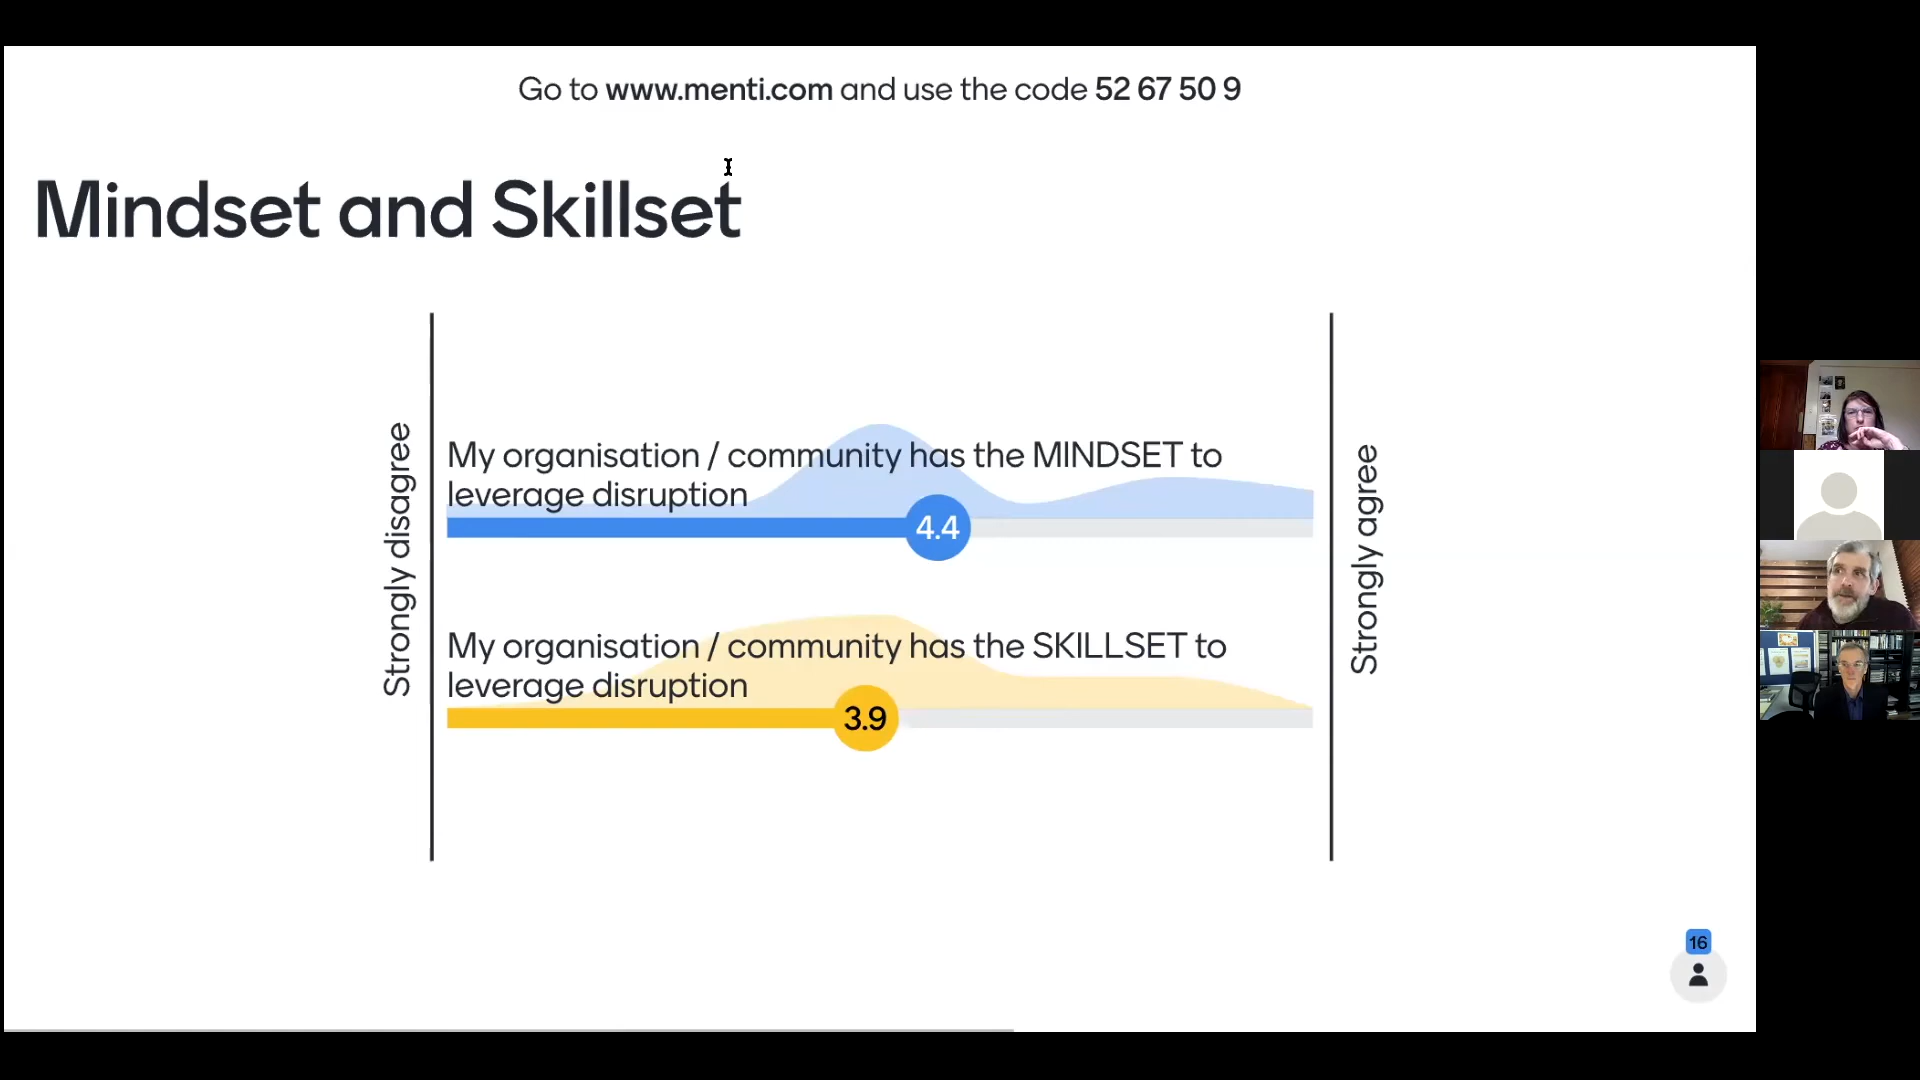 Go to www.menti.com and use the code 52 67 50 9
Mindset and Skillset
Strongly disagree
My organisation / community has the MINDSET to
leverage disruption
4.4
My organisation / community has the SKILLSET to
leverage disruption
3.9
Strongly agree
16